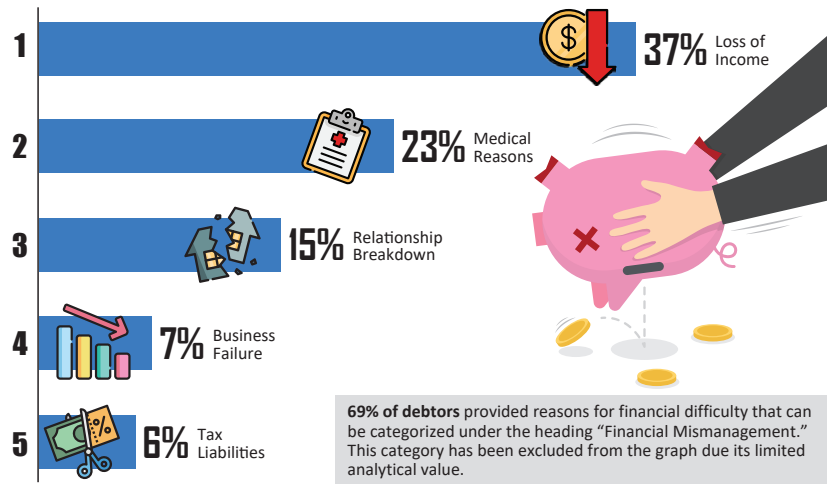 1
$
37% Loss of
Income
2
23% Medical
Reasons
3
15% Relationship
Breakdown
4
7% Business
Failure
5
%
6% Tax
Liabilities
69% of debtors provided reasons for financial difficulty that can
be categorized under the heading “Financial Mismanagement.”
This category has been excluded from the graph due its limited
analytical value.